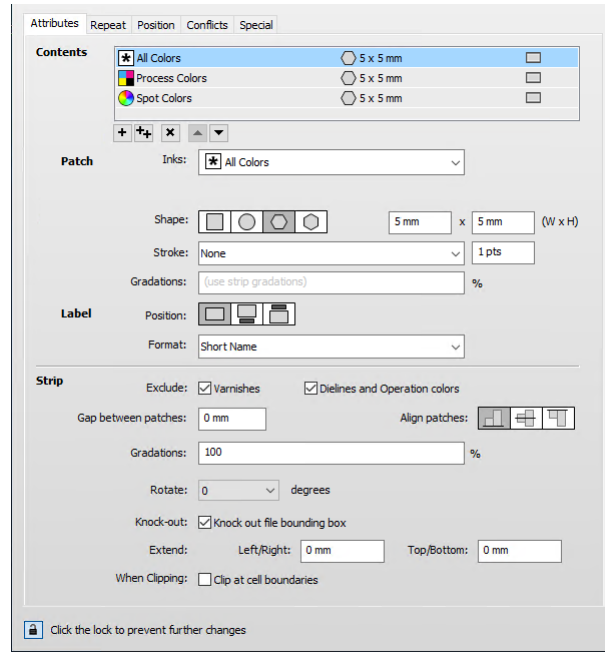 Attributes Repeat Position Conflicts Special
Contents
All Colors 5 x 5 mm
Process Colors 5 x 5 mm
Spot Colors 5 x 5 mm
Patch Inks: All Colors
Shape: 5 mm x 5 mm (W x H)
Stroke: None 1 pts
Gradations: (use strip gradations) %
Label Position:
Format: Short Name
Strip Exclude: Varnishes Dielines and Operation colors
Gap between patches: 0 mm Align patches:
Gradations: 100 %
Rotate: 0 degrees
Knock-out: Knock out file bounding box
Extend: Left/Right: 0 mm Top/Bottom: 0 mm
When Clipping: Clip at cell boundaries
Click the lock to prevent further changes